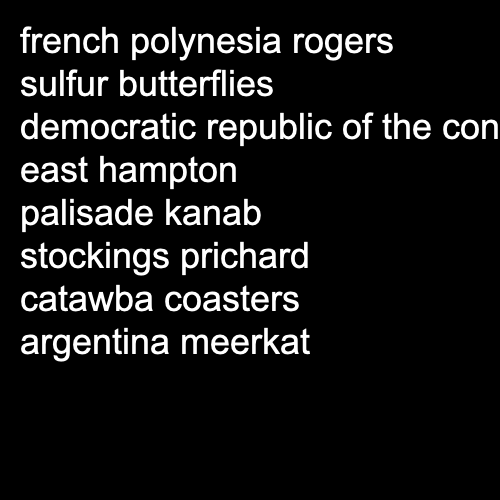 french polynesia rogers
sulfur butterflies
democratic republic of the con
east hampton
palisade kanab
stockings prichard
catawba coasters
argentina meerkat